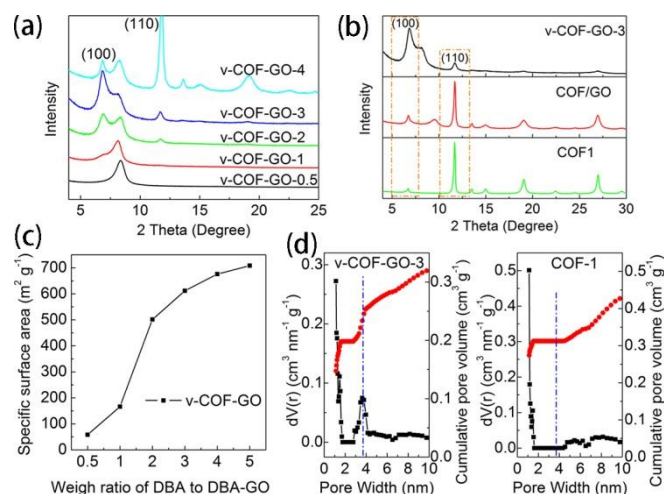 (a)
(110)
(100)
v-COF-GO-4
v-COF-GO-3
v-COF-GO-2
v-COF-GO-1
v-COF-GO-0.5
Intensity
5 10 15 20 25
2 Theta (Degree)
(b)
(100)
v-COF-GO-3
(110)
COF/GO
COF1
Intensity
5 10 15 20 25 30
2 Theta (Degree)
(c)
Specific surface area (m² g⁻¹)
700
600
500
400
300
200
100
0
v-COF-GO
0.5 1 2 3 4 5
Weigh ratio of DBA to DBA-GO
(d)
v-COF-GO-3
dV(r) (cm³ nm⁻¹ g⁻¹)
0.3
0.2
0.1
0.0
0.3
0.2
0.1
0.0
Cumulative pore volume (cm³ g⁻¹)
0 2 4 6 8 10
Pore Width (nm)
COF-1
dV(r) (cm³ nm⁻¹ g⁻¹)
0.5
0.4
0.3
0.2
0.1
0.0
0.5
0.4
0.3
0.2
0.1
0.0
Cumulative pore volume (cm³ g⁻¹)
0 2 4 6 8 10
Pore Width (nm)